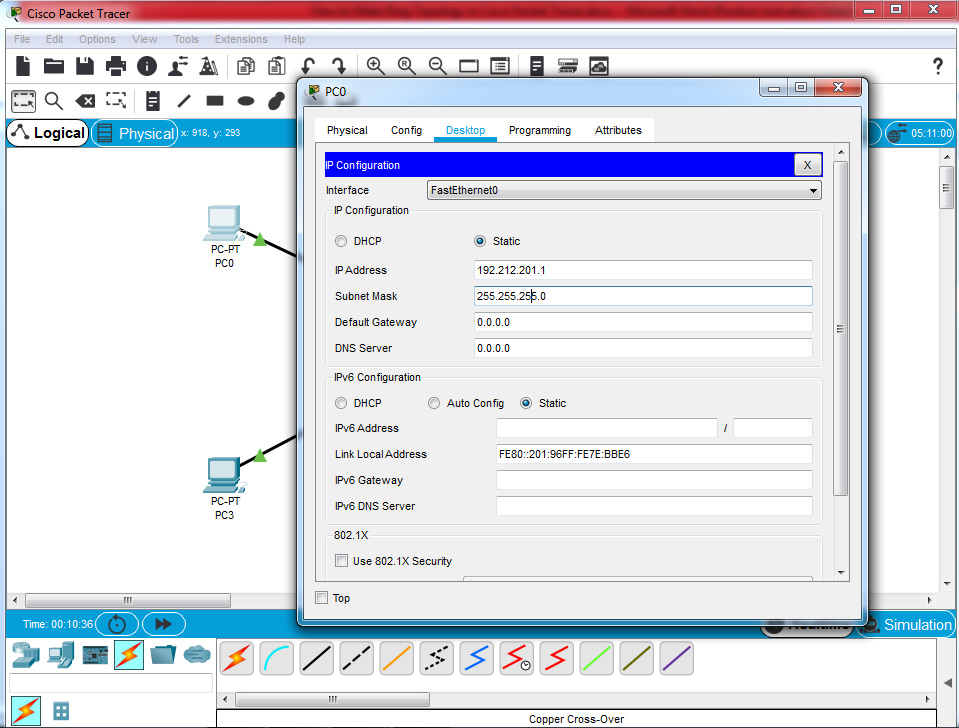 Cisco Packet Tracer
File Edit Options View Tools Extensions Help
?
Logical Physical x: 918, y: 293 05:11:00
PC0 X
Physical Config Desktop Programming Attributes
IP Configuration X
Interface FastEthernet0
IP Configuration
DHCP Static
IP Address 192.212.201.1
Subnet Mask 255.255.255.0
Default Gateway 0.0.0.0
DNS Server 0.0.0.0
IPv6 Configuration
DHCP Auto Config Static
IPv6 Address /
Link Local Address FE80::201:96FF:FE7E:BBE6
IPv6 Gateway
IPv6 DNS Server
802.1X
Use 802.1X Security
Top
PC-PT
PC0
PC-PT
PC3
Time: 00:10:36 Realtime Simulation
Copper Cross-Over